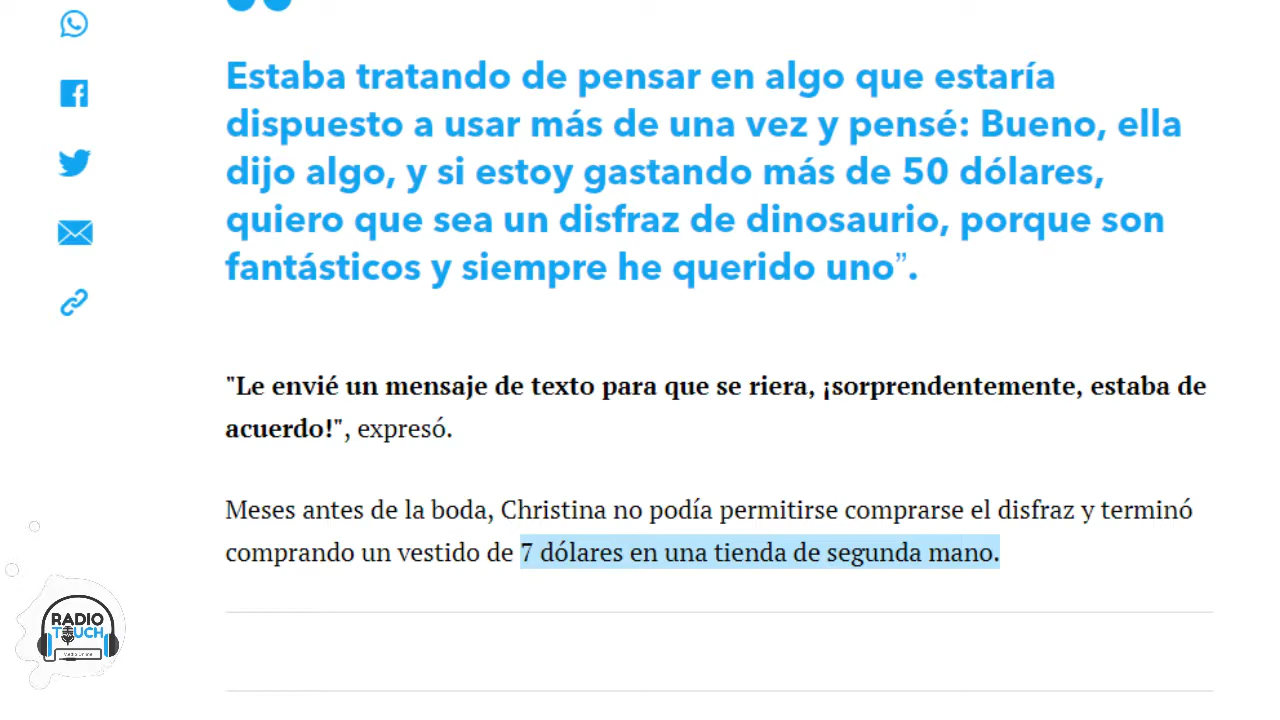 Estaba tratando de pensar en algo que estaría
dispuesto a usar más de una vez y pensé: Bueno, ella
dijo algo, y si estoy gastando más de 50 dólares,
quiero que sea un disfraz de dinosaurio, porque son
fantásticos y siempre he querido uno”.
"Le envié un mensaje de texto para que se riera, ¡sorprendentemente, estaba de
acuerdo!", expresó.
Meses antes de la boda, Christina no podía permitirse comprarse el disfraz y terminó
comprando un vestido de 7 dólares en una tienda de segunda mano.
RADIO
TOUCH